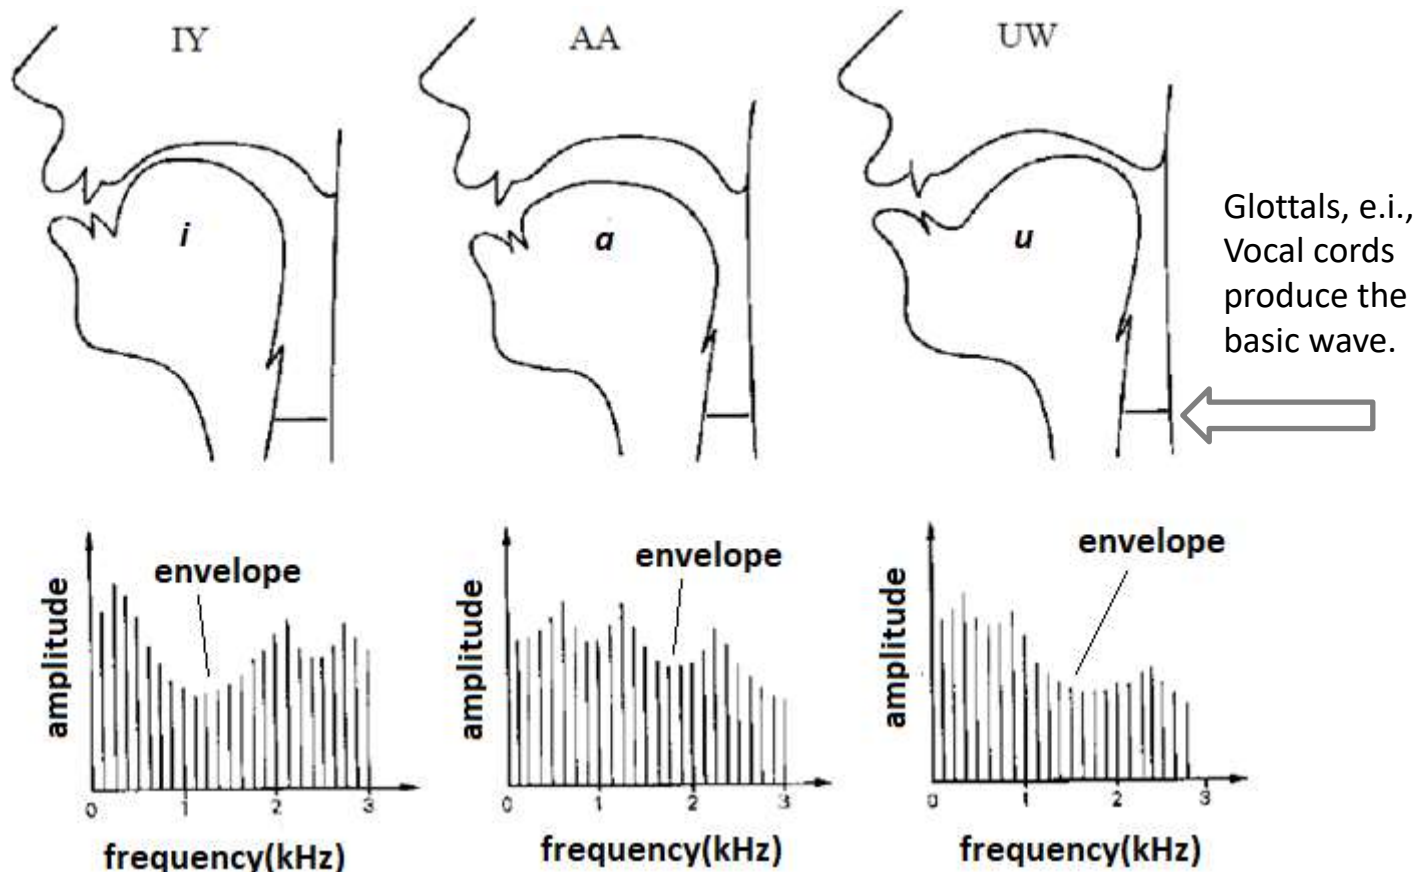 IY
AA
UW
i
a
u
Glottals, e.i.,
Vocal cords
produce the
basic wave.
envelope
amplitude
0 1 2 3
frequency(kHz)
envelope
amplitude
0 1 2 3
frequency(kHz)
envelope
amplitude
0 1 2 3
frequency(kHz)